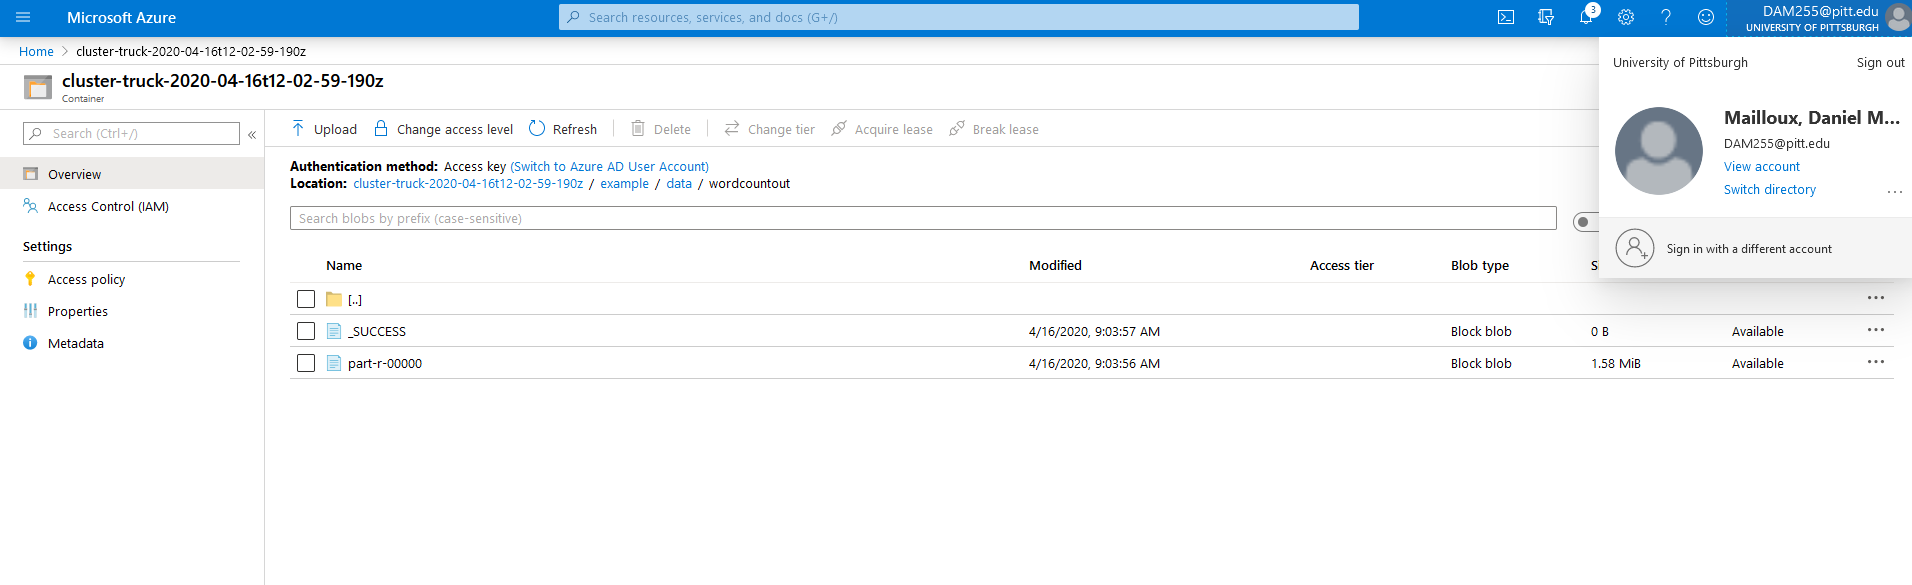 Microsoft Azure
Search resources, services, and docs (G+/)
3
DAM255@pitt.edu
UNIVERSITY OF PITTSBURGH
Home > cluster-truck-2020-04-16t12-02-59-190z
cluster-truck-2020-04-16t12-02-59-190z
Container
University of Pittsburgh Sign out
Mailloux, Daniel M...
DAM255@pitt.edu
View account
Switch directory ...
Sign in with a different account
Search (Ctrl+/) «
Overview
Access Control (IAM)
Settings
Access policy
Properties
Metadata
Upload Change access level Refresh Delete Change tier Acquire lease Break lease
Authentication method: Access key (Switch to Azure AD User Account)
Location: cluster-truck-2020-04-16t12-02-59-190z / example / data / wordcountout
Search blobs by prefix (case-sensitive)
Name Modified Access tier Blob type
[..] ...
_SUCCESS 4/16/2020, 9:03:57 AM Block blob 0 B Available ...
part-r-00000 4/16/2020, 9:03:56 AM Block blob 1.58 MiB Available ...